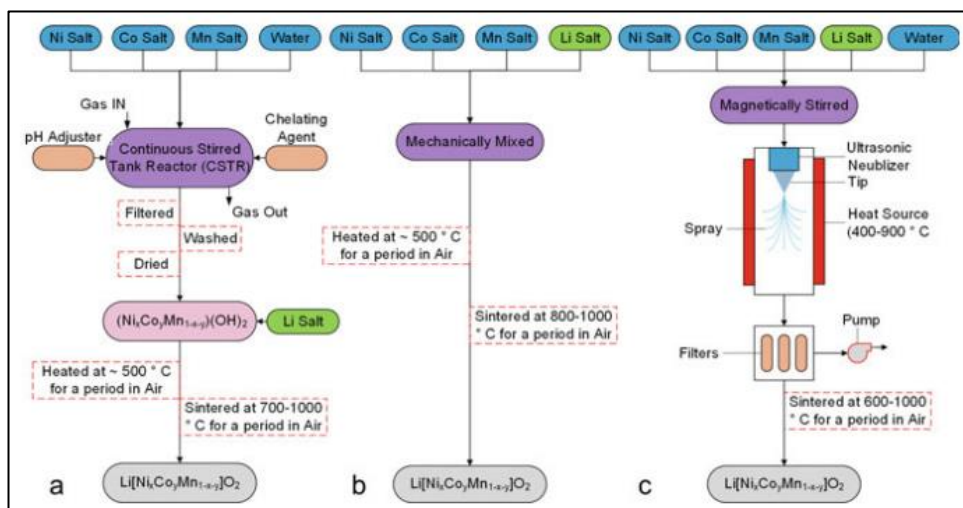 Ni Salt
Co Salt
Mn Salt
Water
Gas IN
pH Adjuster
Continuous Stirred
Tank Reactor (CSTR)
Chelating
Agent
Gas Out
Filtered
Washed
Dried
(NixCoyMn1-x-y)(OH)2
Li Salt
Heated at ~ 500 ° C
for a period in Air
Sintered at 700-1000
° C for a period in Air
a
Li[NixCoyMn1-x-y]O2
Ni Salt
Co Salt
Mn Salt
Li Salt
Mechanically Mixed
Heated at ~ 500 ° C
for a period in Air
Sintered at 800-1000
° C for a period in Air
b
Li[NixCoyMn1-x-y]O2
Ni Salt
Co Salt
Mn Salt
Li Salt
Water
Magnetically Stirred
Ultrasonic
Neublizer
Tip
Spray
Heat Source
(400-900 ° C
Filters
Pump
Sintered at 600-1000
° C for a period in Air
c
Li[NixCoyMn1-x-y]O2